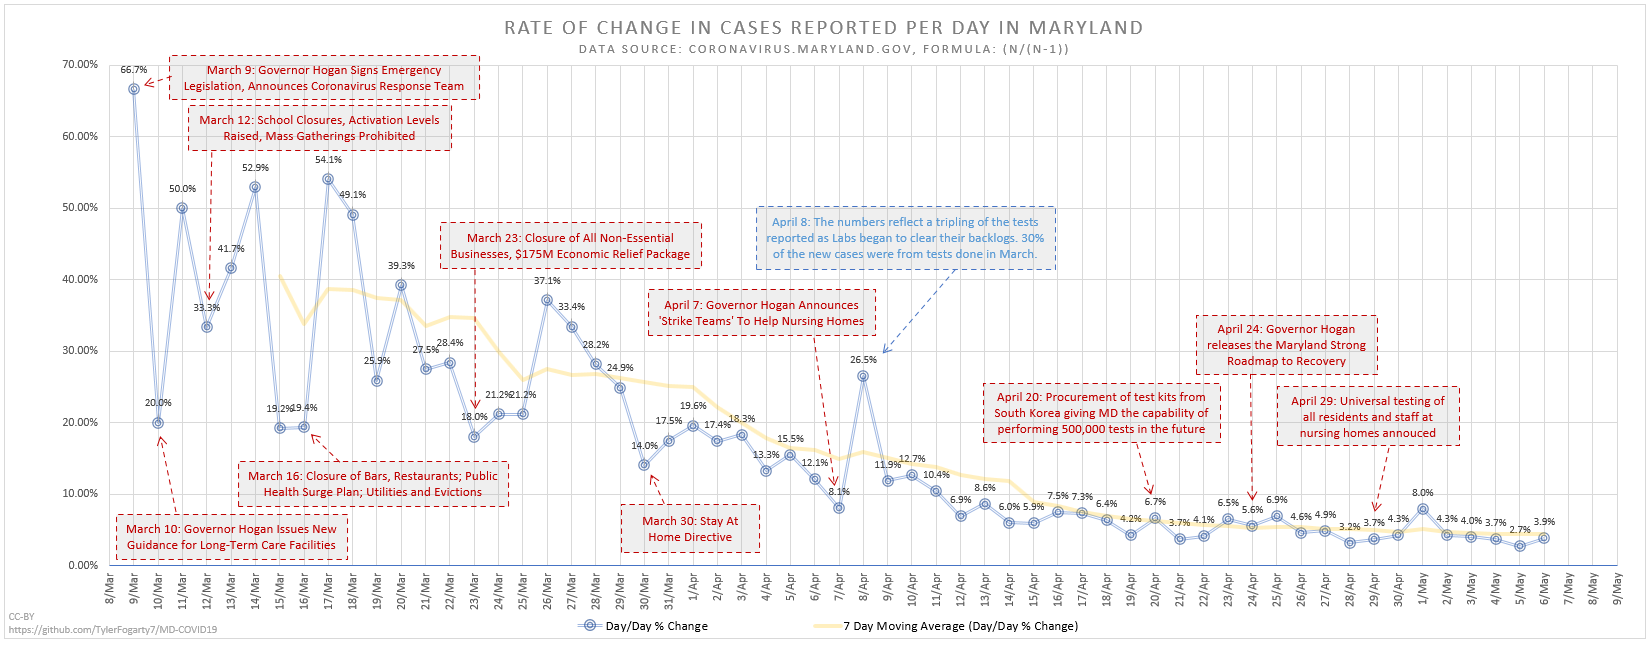 RATE OF CHANGE IN CASES REPORTED PER DAY IN MARYLAND
DATA SOURCE: CORONAVIRUS.MARYLAND.GOV, FORMULA: (N/(N-1))
70.00%
60.00%
50.00%
40.00%
30.00%
20.00%
10.00%
0.00%
March 9: Governor Hogan Signs Emergency
Legislation, Announces Coronavirus Response Team
March 12: School Closures, Activation Levels
Raised, Mass Gatherings Prohibited
March 23: Closure of All Non-Essential
Businesses, $175M Economic Relief Package
April 8: The numbers reflect a tripling of the tests
reported as Labs began to clear their backlogs. 30%
of the new cases were from tests done in March.
April 7: Governor Hogan Announces
'Strike Teams' To Help Nursing Homes
April 24: Governor Hogan
releases the Maryland Strong
Roadmap to Recovery
April 20: Procurement of test kits from
South Korea giving MD the capability of
performing 500,000 tests in the future
April 29: Universal testing of
all residents and staff at
nursing homes annouced
March 16: Closure of Bars, Restaurants; Public
Health Surge Plan; Utilities and Evictions
March 10: Governor Hogan Issues New
Guidance for Long-Term Care Facilities
March 30: Stay At
Home Directive
66.7%
20.0%
50.0%
33.3%
41.7%
52.9%
19.2%
19.4%
54.1%
49.1%
25.9%
39.3%
27.5%
28.4%
18.0%
21.2%
21.2%
37.1%
33.4%
28.2%
24.9%
14.0%
17.5%
19.6%
17.4%
18.3%
13.3%
15.5%
12.1%
8.1%
26.5%
11.9%
12.7%
10.4%
6.9%
8.6%
6.0%
5.9%
7.5%
7.3%
6.4%
4.2%
6.7%
3.7%
4.1%
6.5%
5.6%
6.9%
4.6%
4.9%
3.2%
3.7%
4.3%
8.0%
4.3%
4.0%
3.7%
2.7%
3.9%
8/Mar
9/Mar
10/Mar
11/Mar
12/Mar
13/Mar
14/Mar
15/Mar
16/Mar
17/Mar
18/Mar
19/Mar
20/Mar
21/Mar
22/Mar
23/Mar
24/Mar
25/Mar
26/Mar
27/Mar
28/Mar
29/Mar
30/Mar
31/Mar
1/Apr
2/Apr
3/Apr
4/Apr
5/Apr
6/Apr
7/Apr
8/Apr
9/Apr
10/Apr
11/Apr
12/Apr
13/Apr
14/Apr
15/Apr
16/Apr
17/Apr
18/Apr
19/Apr
20/Apr
21/Apr
22/Apr
23/Apr
24/Apr
25/Apr
26/Apr
27/Apr
28/Apr
29/Apr
30/Apr
1/May
2/May
3/May
4/May
5/May
6/May
7/May
8/May
9/May
Day/Day % Change
7 Day Moving Average (Day/Day % Change)
CC-BY
https://github.com/TylerFogarty7/MD-COVID19